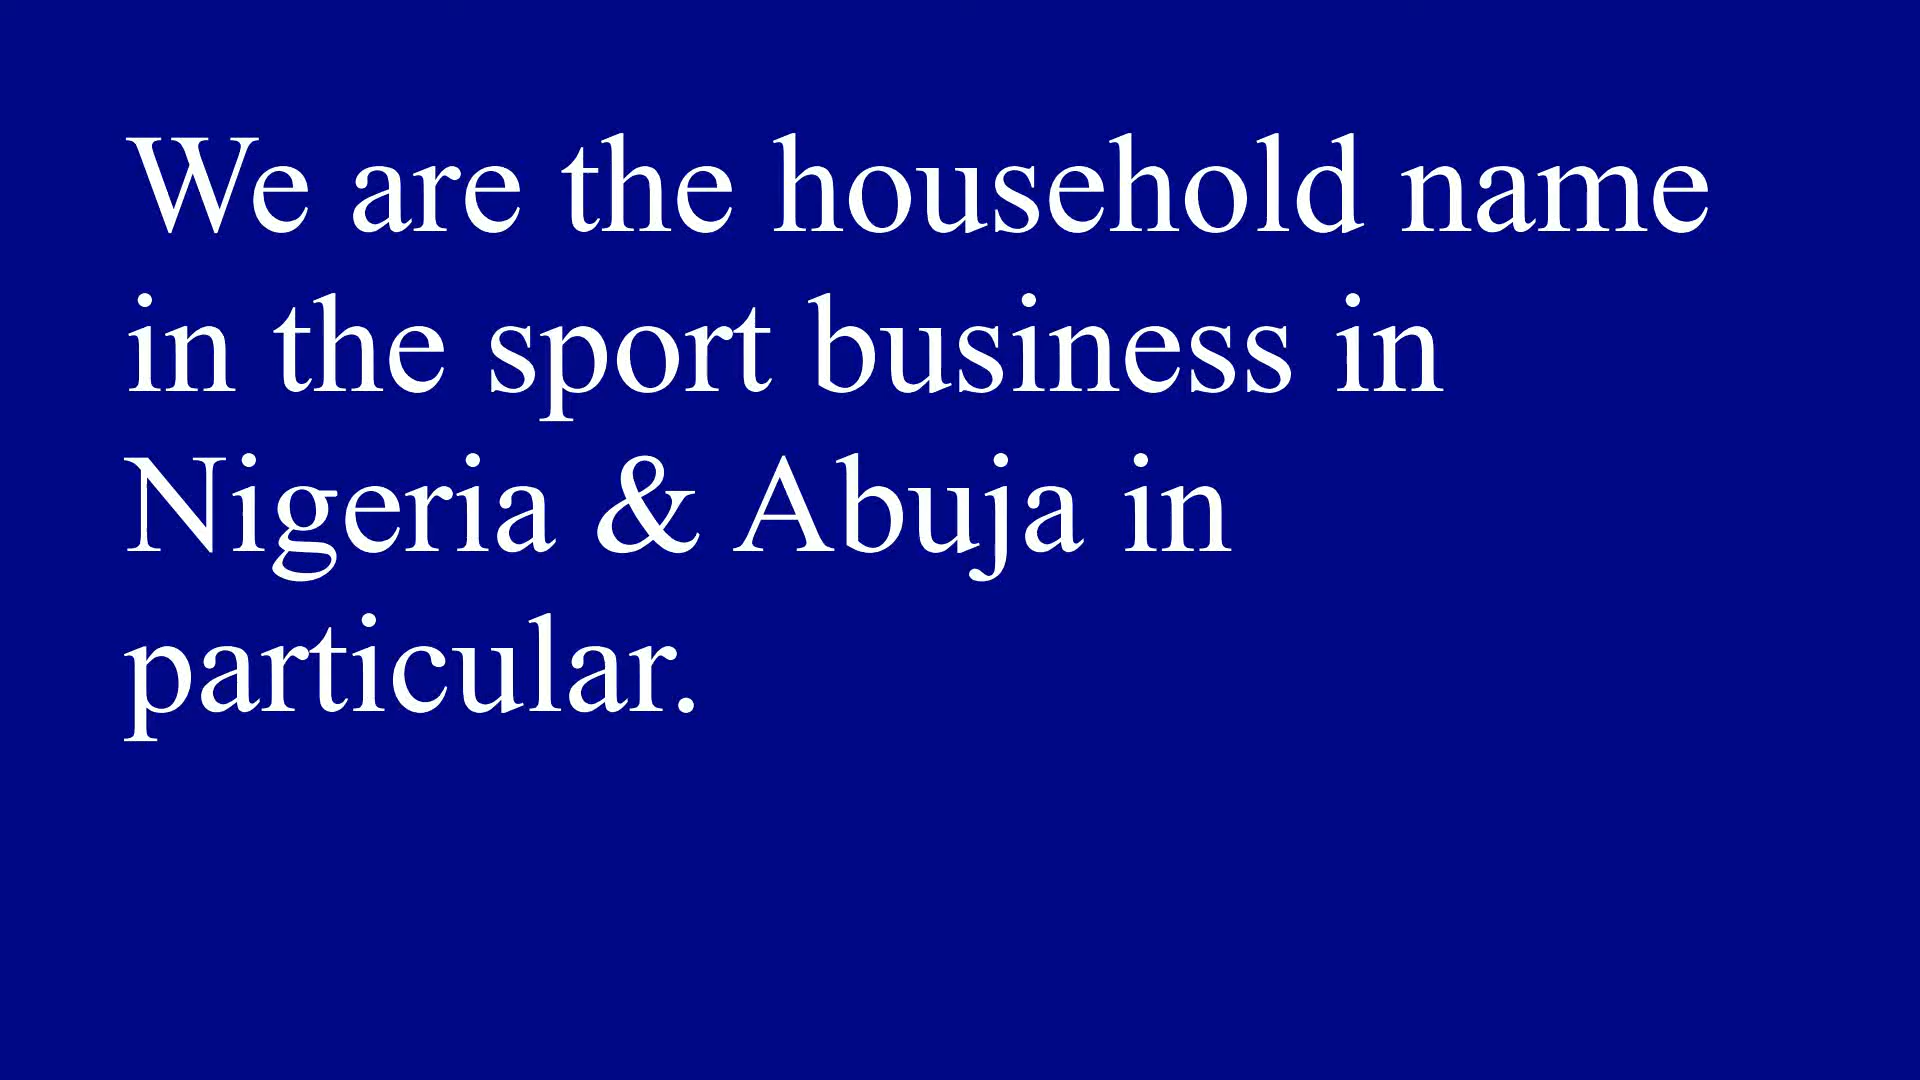 We are the household name
in the sport business in
Nigeria & Abuja in
particular.